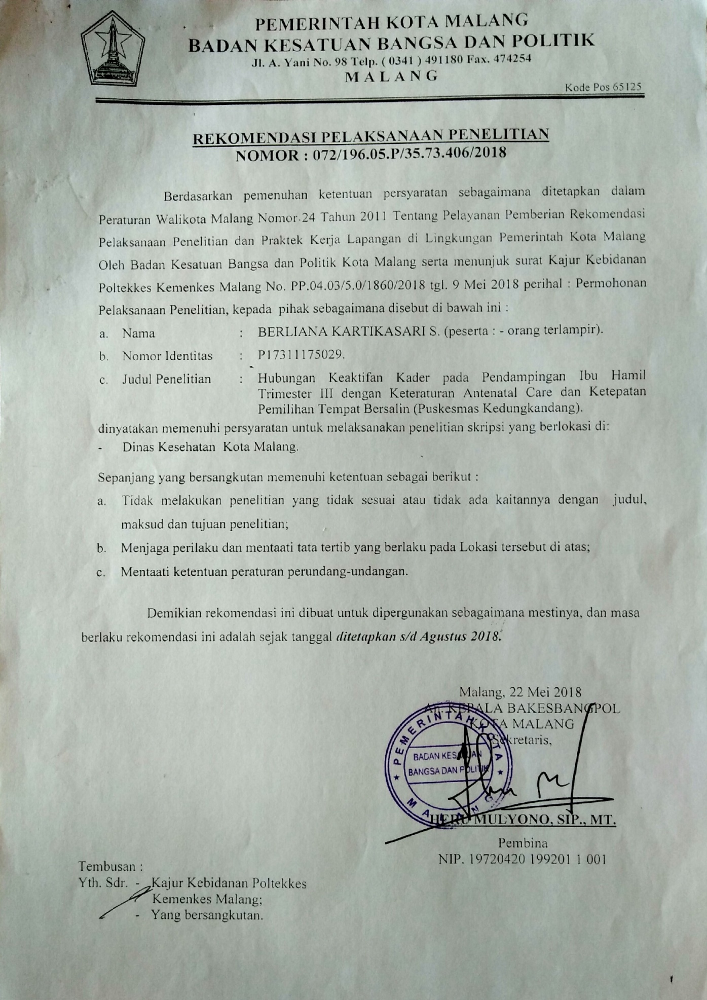 PEMERINTAH KOTA MALANG
BADAN KESATUAN BANGSA DAN POLITIK
Jl. A. Yani No. 98 Telp. ( 0341 ) 491180 Fax. 474254
M A L A N G
Kode Pos 65125
REKOMENDASI PELAKSANAAN PENELITIAN
NOMOR : 072/196.05.P/35.73.406/2018
Berdasarkan pemenuhan ketentuan persyaratan sebagaimana ditetapkan dalam
Peraturan Walikota Malang Nomor 24 Tahun 2011 Tentang Pelayanan Pemberian Rekomendasi
Pelaksanaan Penelitian dan Praktek Kerja Lapangan di Lingkungan Pemerintah Kota Malang
Oleh Badan Kesatuan Bangsa dan Politik Kota Malang serta menunjuk surat Kajur Kebidanan
Poltekkes Kemenkes Malang No. PP.04.03/5.0/1860/2018 tgl. 9 Mei 2018 perihal : Permohonan
Pelaksanaan Penelitian, kepada pihak sebagaimana disebut di bawah ini :
a. Nama : BERLIANA KARTIKASARI S. (peserta : - orang terlampir).
b. Nomor Identitas : P17311175029.
c. Judul Penelitian : Hubungan Keaktifan Kader pada Pendampingan Ibu Hamil
Trimester III dengan Keteraturan Antenatal Care dan Ketepatan
Pemilihan Tempat Bersalin (Puskesmas Kedungkandang).
dinyatakan memenuhi persyaratan untuk melaksanakan penelitian skripsi yang berlokasi di:
- Dinas Kesehatan Kota Malang.
Sepanjang yang bersangkutan memenuhi ketentuan sebagai berikut :
a. Tidak melakukan penelitian yang tidak sesuai atau tidak ada kaitannya dengan judul,
maksud dan tujuan penelitian;
b. Menjaga perilaku dan mentaati tata tertib yang berlaku pada Lokasi tersebut di atas;
c. Mentaati ketentuan peraturan perundang-undangan.
Demikian rekomendasi ini dibuat untuk dipergunakan sebagaimana mestinya, dan masa
berlaku rekomendasi ini adalah sejak tanggal ditetapkan s/d Agustus 2018.
Malang, 22 Mei 2018
An. KEPALA BAKESBANGPOL
KOTA MALANG
Sekretaris,
PEMERINTAH KOTA
BADAN KESATUAN
BANGSA DAN POLITIK
MALANG
HERU MULYONO, SIP., MT.
Pembina
NIP. 19720420 199201 1 001
Tembusan :
Yth. Sdr. - Kajur Kebidanan Poltekkes
Kemenkes Malang;
- Yang bersangkutan.